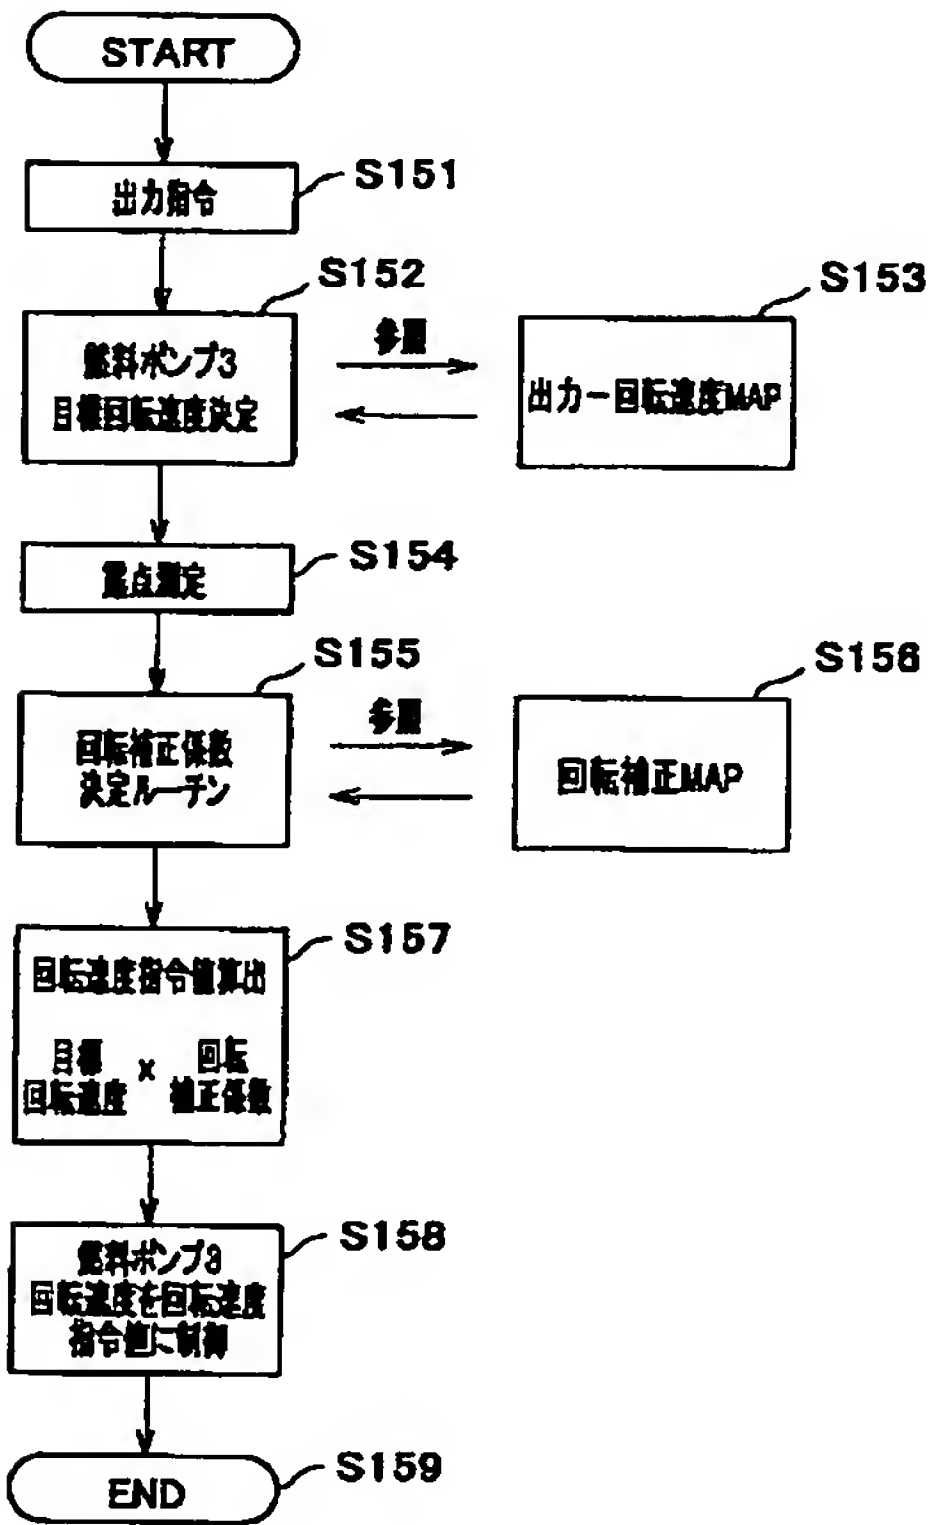 START
S151
出力指令
S152
S153
燃料ポンプ3
目標回転速度決定
参照
出力ー回転速度MAP
S154
露点測定
S155
S156
回転補正係数
決定ルーチン
参照
回転補正MAP
S157
回転速度指令値算出
目標
回転速度
×
回転
補正係数
S158
燃料ポンプ3
回転速度を回転速度
指令値に制御
S159
END